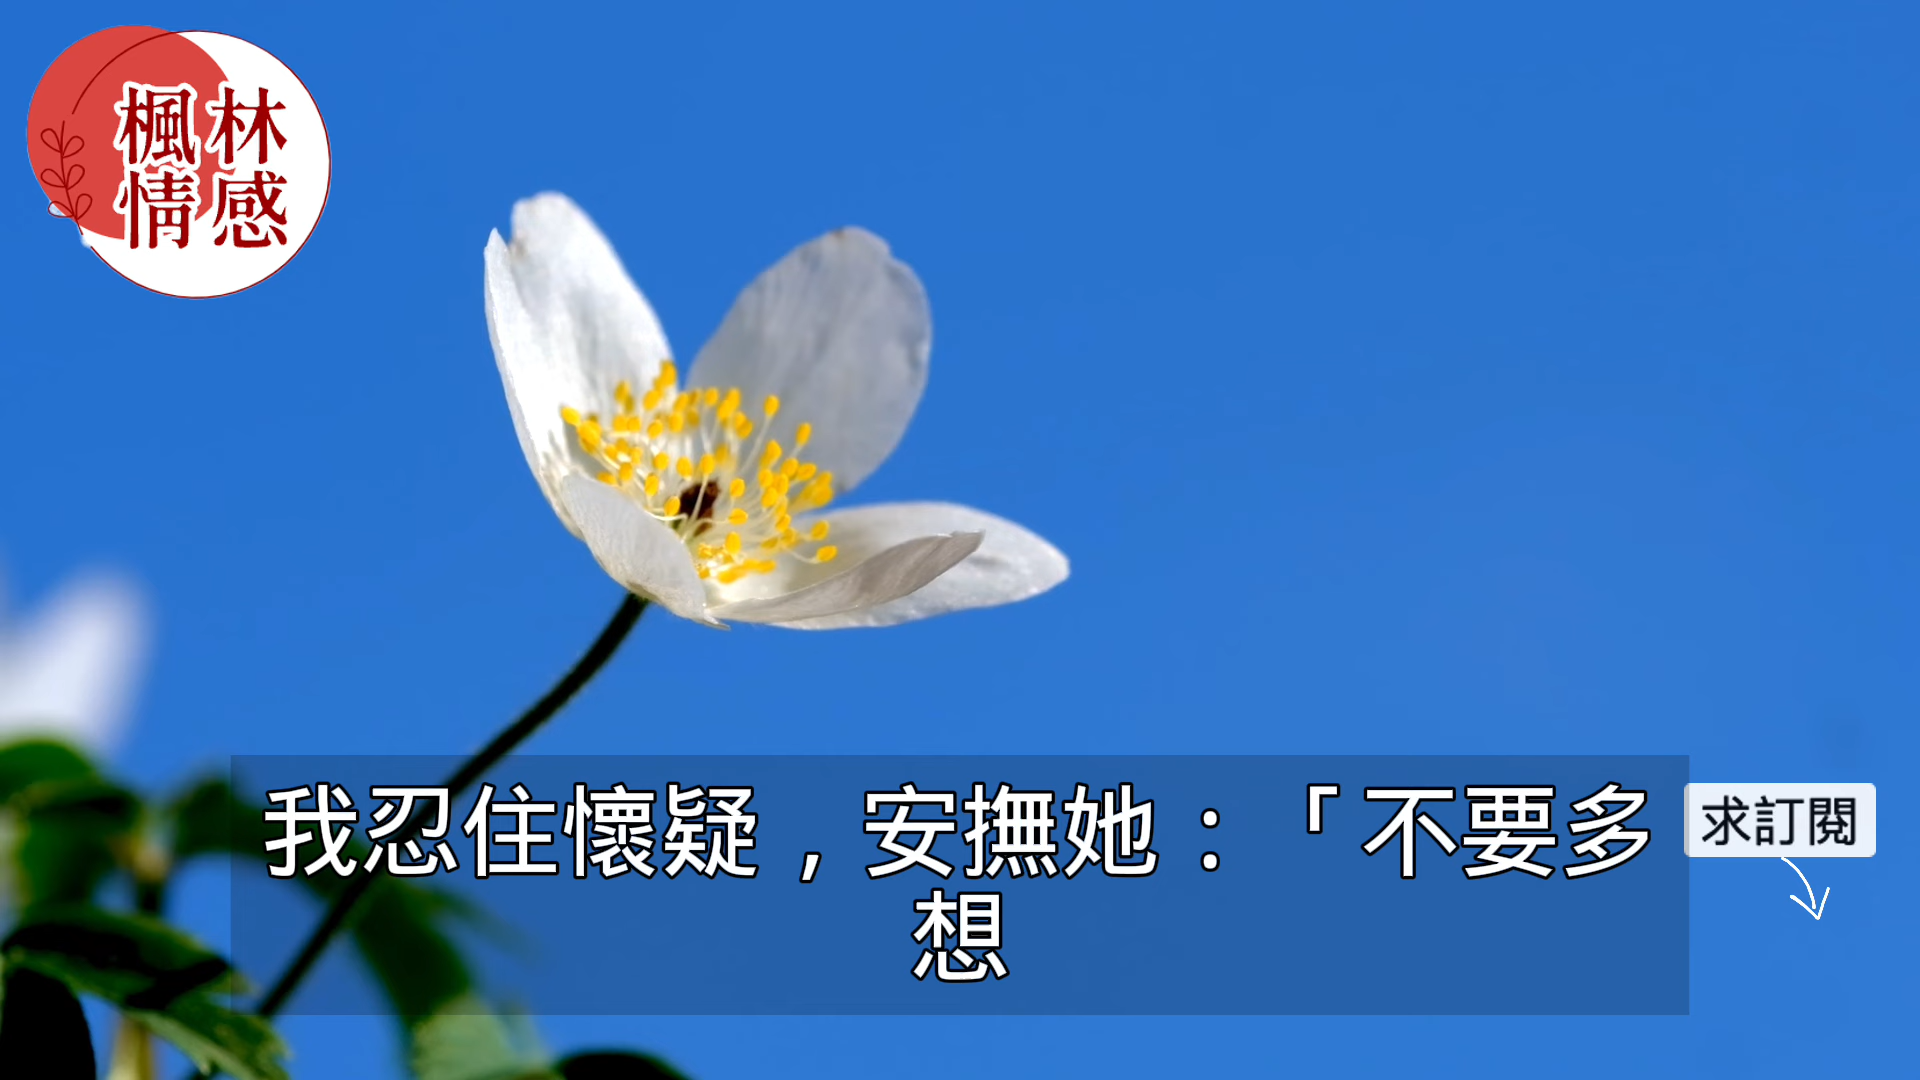 楓林
情感
我忍住懷疑，安撫她：「不要多
想
求訂閱